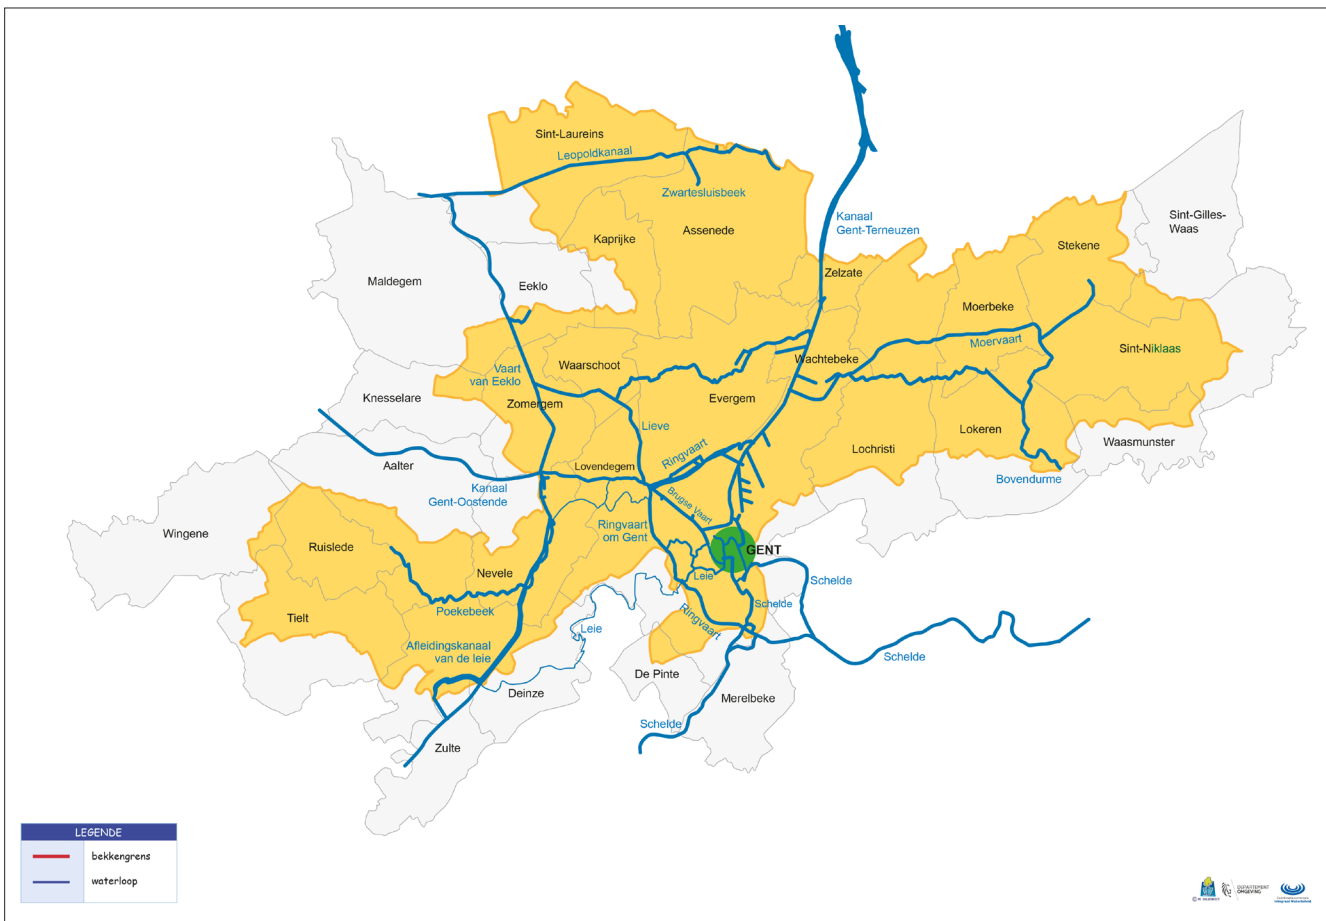 Sint-Laureins
Leopoldkanaal
Zwartesluisbeek
Kanaal
Gent-Terneuzen
Sint-Gilles-
Waas
Assenede
Kaprijke
Stekene
Zelzate
Maldegem
Eeklo
Moerbeke
Moervaart
Sint-Niklaas
Wachtebeke
Waarschoot
Vaart
van Eeklo
Knesselare
Zomergem
Evergem
Lieve
Lokeren
Waasmunster
Lochristi
Ringvaart
Aalter
Lovendegem
Bovendurme
Kanaal
Gent-Oostende
Brugse Vaart
Ringvaart
om Gent
Wingene
Ruislede
GENT
Nevele
Leie
Schelde
Poekebeek
Schelde
Tielt
Ringvaart
Leie
Afleidingskanaal
van de leie
Schelde
De Pinte
Deinze
Merelbeke
Schelde
Zulte
LEGENDE
bekkengrens
waterloop
DEPARTEMENT
OMGEVING